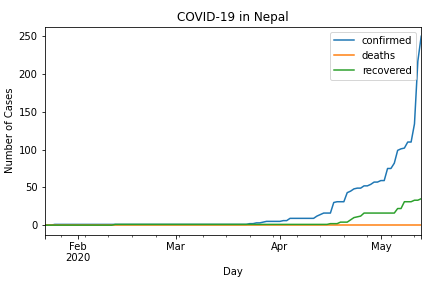 COVID-19 in Nepal
confirmed
deaths
recovered
Number of Cases
250
200
150
100
50
0
Feb
2020
Mar
Apr
May
Day